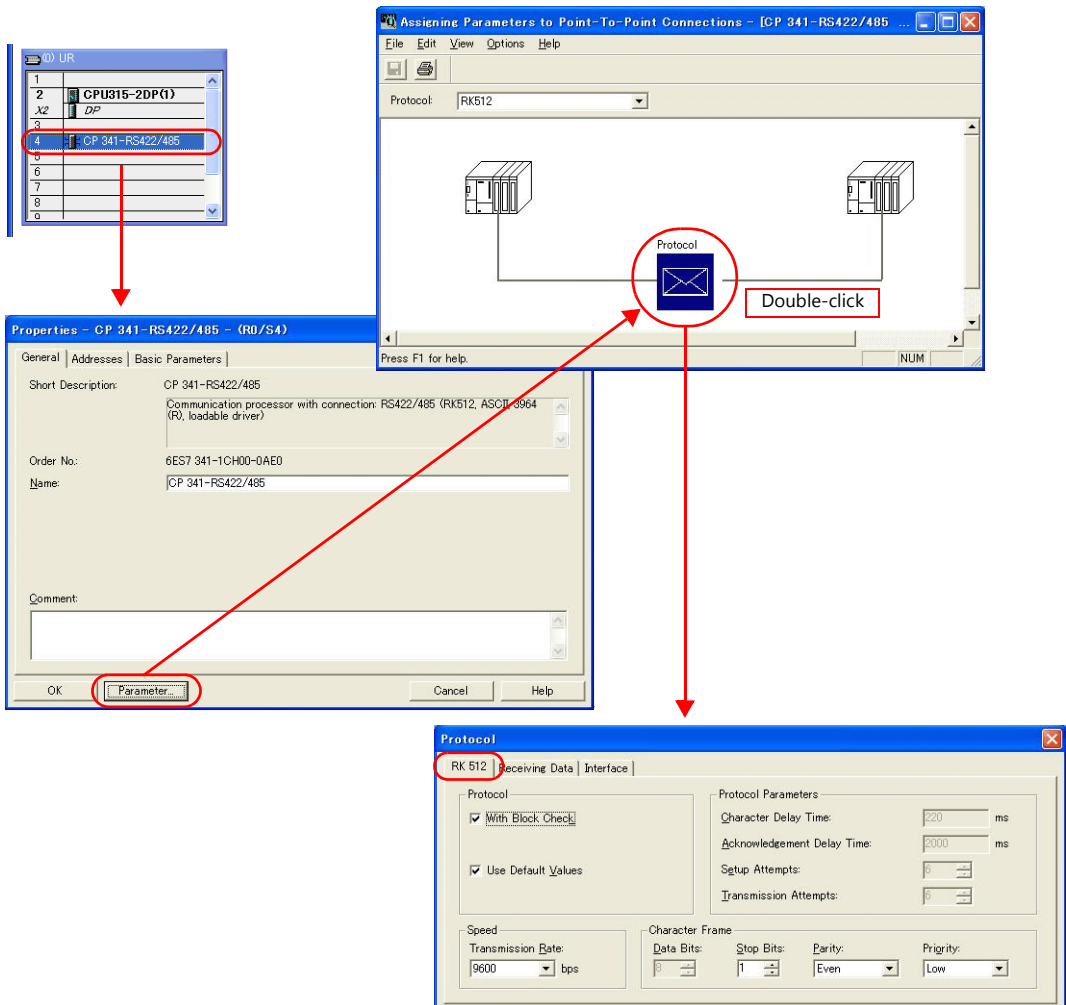 (0) UR
1
2 CPU315-2DP(1)
X2 DP
3
4 CP 341-RS422/485
5
6
7
8
9
Assigning Parameters to Point-To-Point Connections - [CP 341-RS422/485 ...
File Edit View Options Help
Protocol: RK512
Protocol
Double-click
Press F1 for help.
NUM
Properties - CP 341-RS422/485 - (R0/S4)
General Addresses Basic Parameters
Short Description: CP 341-RS422/485
Communication processor with connection: RS422/485 (RK512, ASCII, 3964
(R), loadable driver)
Order No.: 6ES7 341-1CH00-0AE0
Name: CP 341-RS422/485
Comment:
OK Parameter... Cancel Help
Protocol
RK 512 Receiving Data Interface
Protocol
With Block Check
Use Default Values
Protocol Parameters
Character Delay Time: 220 ms
Acknowledgement Delay Time: 2000 ms
Setup Attempts: 6
Transmission Attempts: 6
Speed
Transmission Rate:
9600 bps
Character Frame
Data Bits: Stop Bits: Parity: Priority:
8 1 Even Low